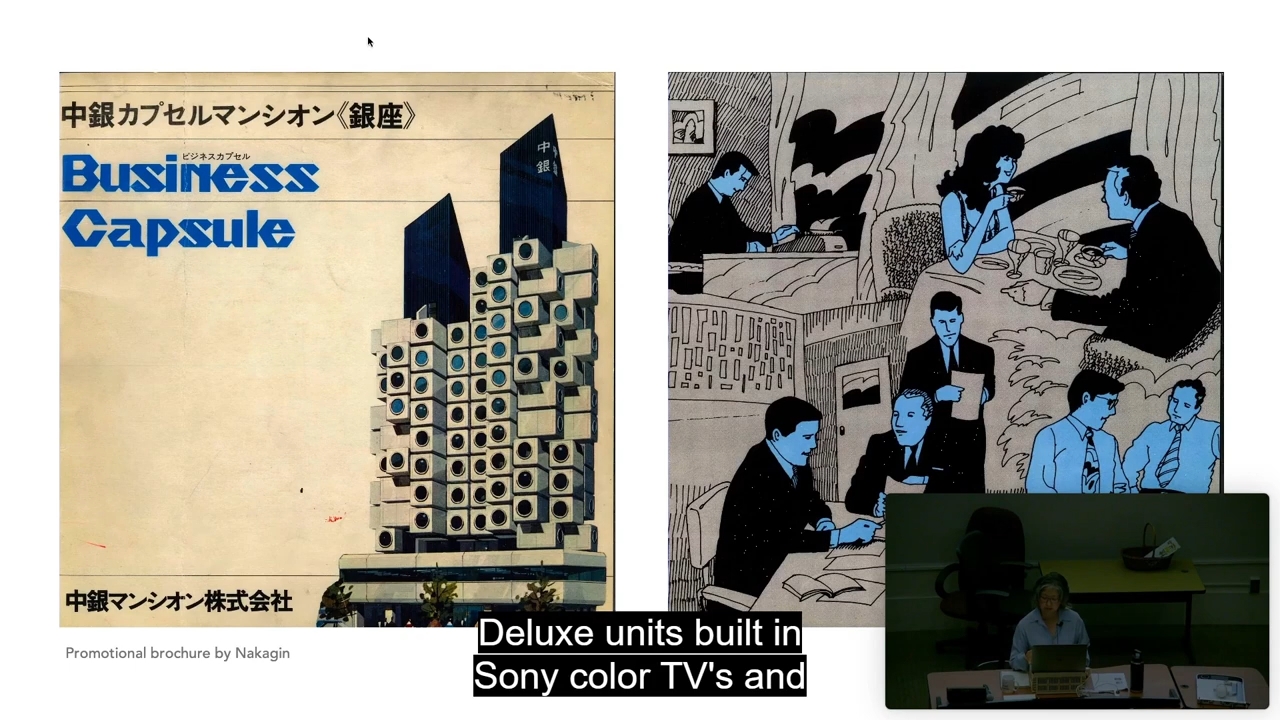 中銀カプセルマンション《銀座》
ビジネスカプセル
Business
Capsule
中銀
中銀マンシオン株式会社
Promotional brochure by Nakagin
Deluxe units built in
Sony color TV's and